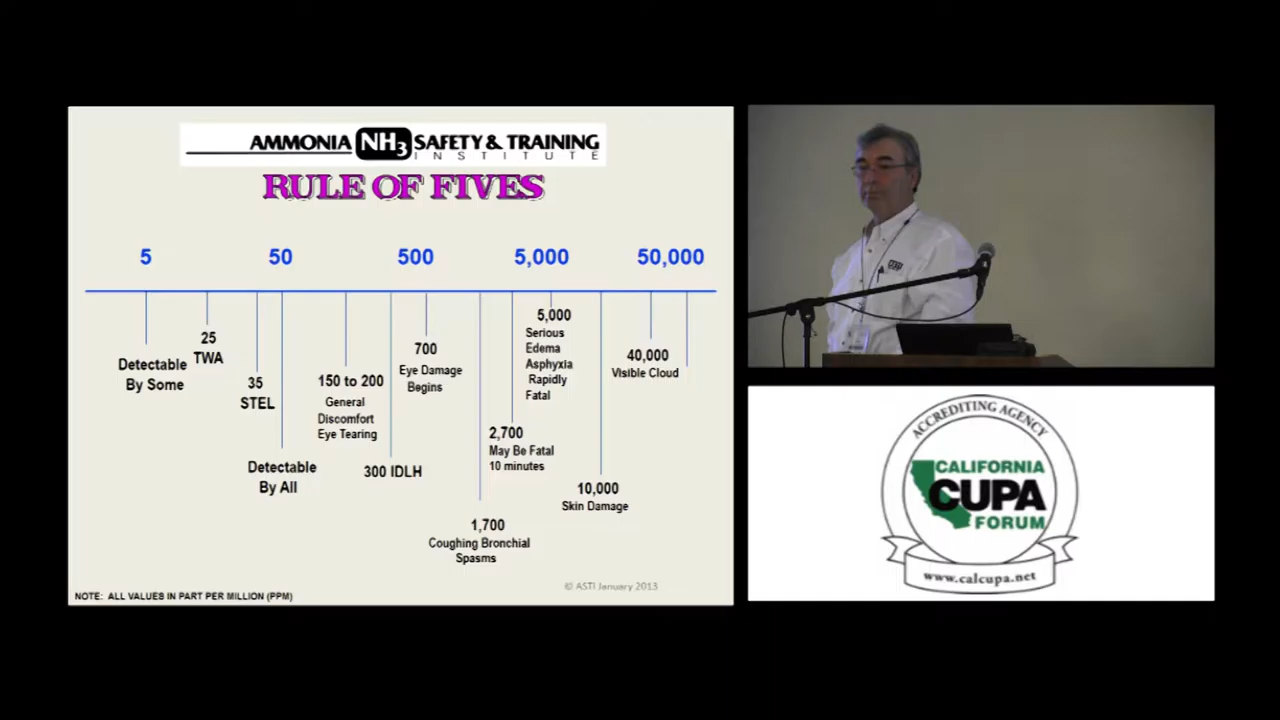 AMMONIA NH3 SAFETY & TRAINING
INSTITUTE
RULE OF FIVES
5
50
500
5,000
50,000
Detectable
By Some
25
TWA
35
STEL
Detectable
By All
150 to 200
General
Discomfort
Eye Tearing
300 IDLH
700
Eye Damage
Begins
1,700
Coughing Bronchial
Spasms
2,700
May Be Fatal
10 minutes
5,000
Serious
Edema
Asphyxia
Rapidly
Fatal
10,000
Skin Damage
40,000
Visible Cloud
© ASTI January 2013
NOTE: ALL VALUES IN PART PER MILLION (PPM)
ACCREDITING AGENCY
CALIFORNIA
CUPA
FORUM
www.calcupa.net